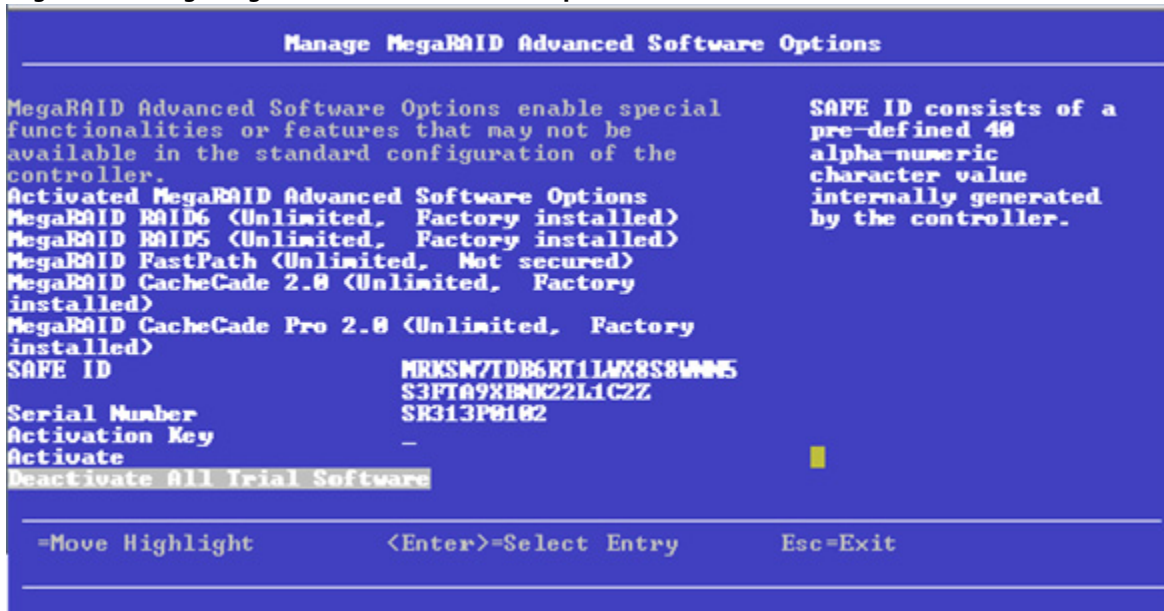 Manage MegaRAID Advanced Software Options
MegaRAID Advanced Software Options enable special
functionalities or features that may not be
available in the standard configuration of the
controller.
Activated MegaRAID Advanced Software Options
MegaRAID RAID6 (Unlimited, Factory installed)
MegaRAID RAID5 (Unlimited, Factory installed)
MegaRAID FastPath (Unlimited, Not secured)
MegaRAID CacheCade 2.0 (Unlimited, Factory
installed)
MegaRAID CacheCade Pro 2.0 (Unlimited, Factory
installed)
SAFE ID
S3FTA9XBNK22L1C2Z
Serial Number SR313P0102
Activation Key _
Activate
Deactivate All Trial Software
SAFE ID consists of a
pre-defined 40
alpha-numeric
character value
internally generated
by the controller.
=Move Highlight <Enter>=Select Entry Esc=Exit